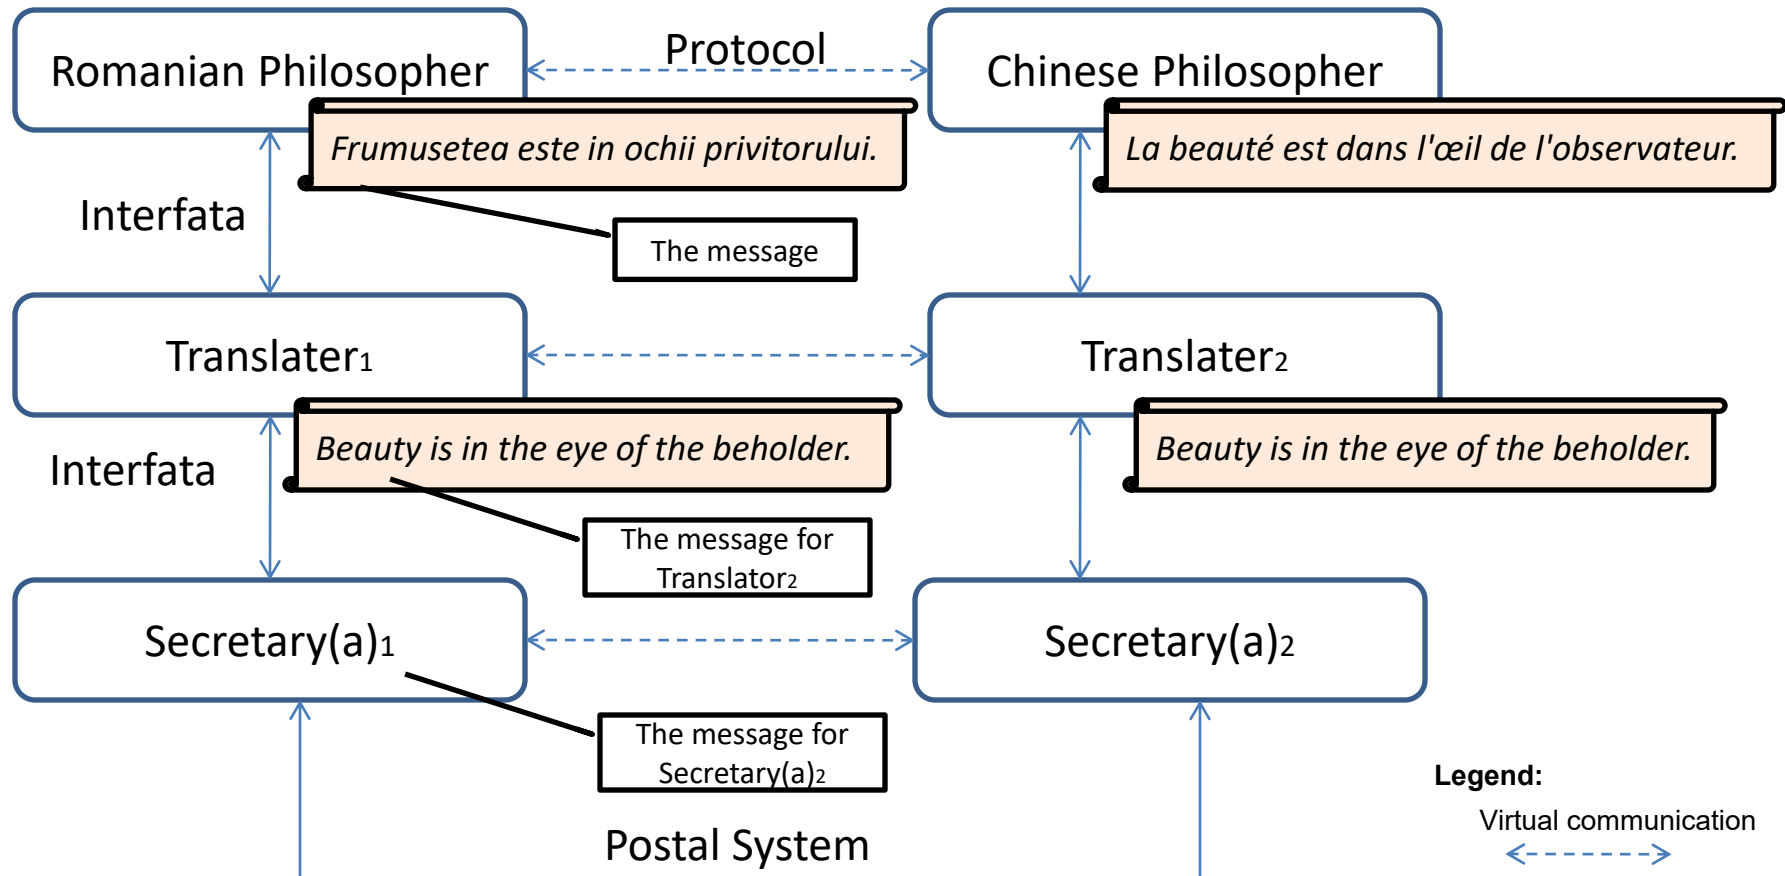 Romanian Philosopher
Protocol
Chinese Philosopher
Frumusetea este in ochii privitorului.
La beauté est dans l'œil de l'observateur.
Interfata
The message
Translater1
Translater2
Beauty is in the eye of the beholder.
Beauty is in the eye of the beholder.
Interfata
The message for
Translator2
Secretary(a)1
Secretary(a)2
The message for
Secretary(a)2
Legend:
Virtual communication
Postal System